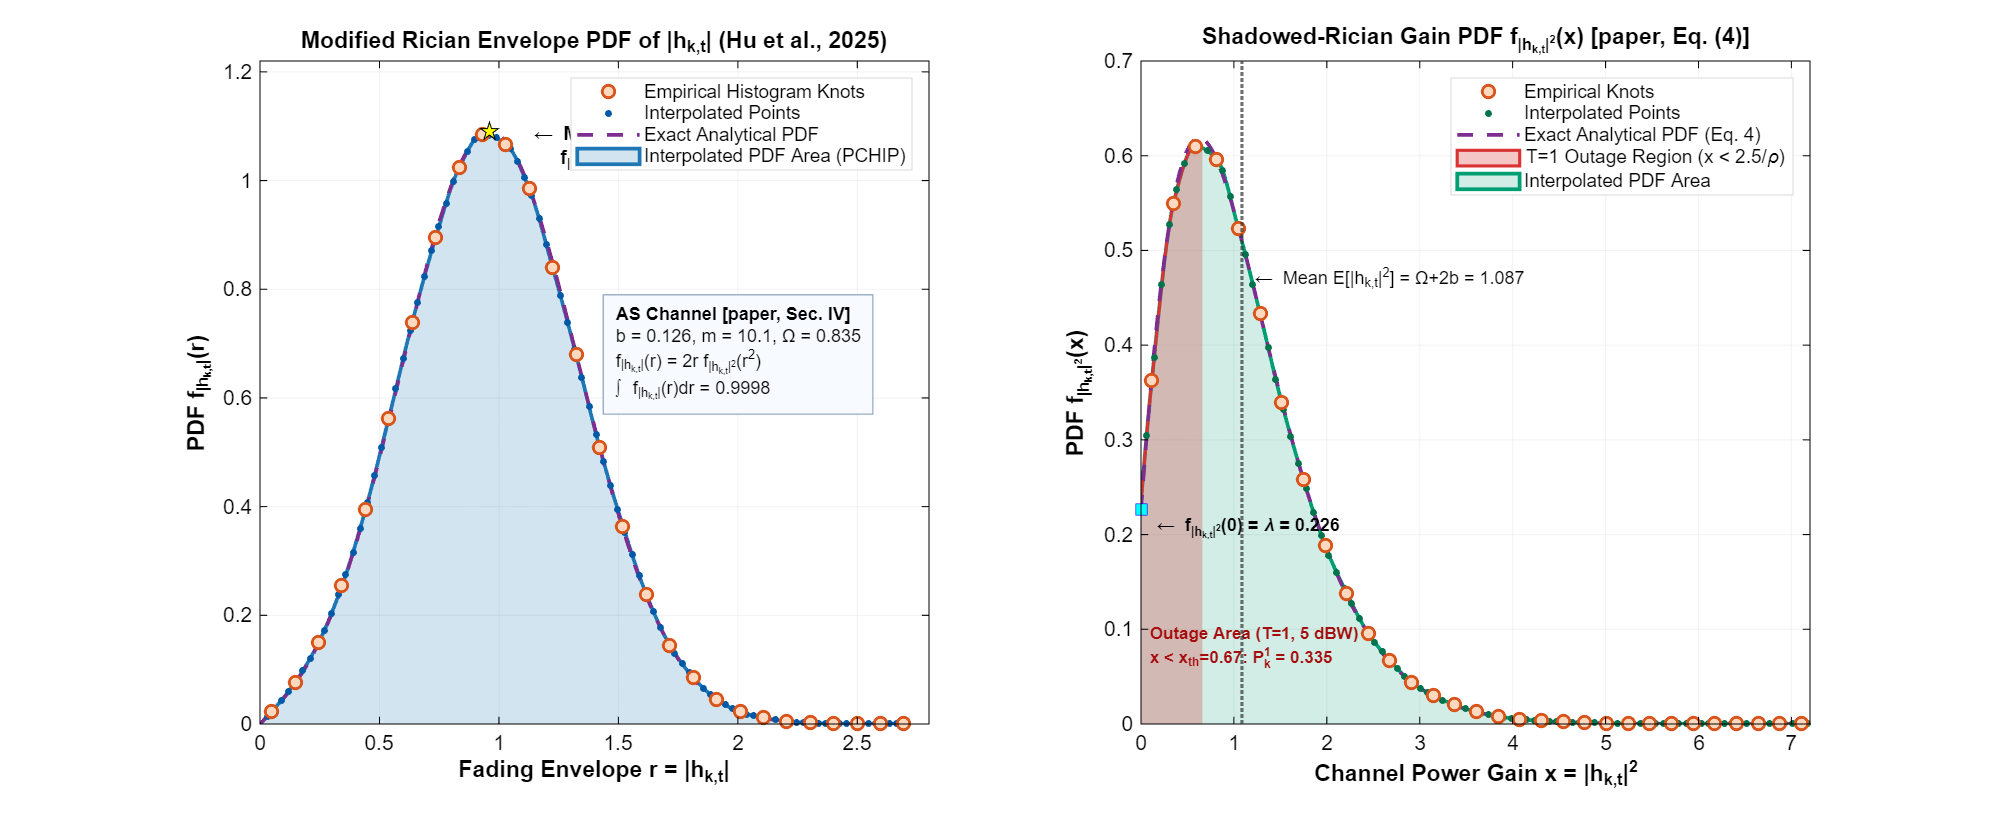 Modified Rician Envelope PDF of |hk,t| (Hu et al., 2025)
1.2
1
0.8
0.6
0.4
0.2
0
PDF f|hk,t|(r)
Empirical Histogram Knots
Interpolated Points
Exact Analytical PDF
Interpolated PDF Area (PCHIP)
←
AS Channel [paper, Sec. IV]
b = 0.126, m = 10.1, Ω = 0.835
f|hk,t|(r) = 2r f|hk,t|²(r²)
∫ f|hk,t|(r)dr = 0.9998
0 0.5 1 1.5 2 2.5
Fading Envelope r = |hk,t|
Shadowed-Rician Gain PDF f|hk,t|²(x) [paper, Eq. (4)]
0.7
0.6
0.5
0.4
0.3
0.2
0.1
0
PDF f|hk,t|²(x)
Empirical Knots
Interpolated Points
Exact Analytical PDF (Eq. 4)
T=1 Outage Region (x < 2.5/ρ)
Interpolated PDF Area
← Mean E[|hk,t|²] = Ω+2b = 1.087
← f|hk,t|²(0) = λ = 0.226
Outage Area (T=1, 5 dBW)
x < xth=0.67: Pk¹ = 0.335
0 1 2 3 4 5 6 7
Channel Power Gain x = |hk,t|²